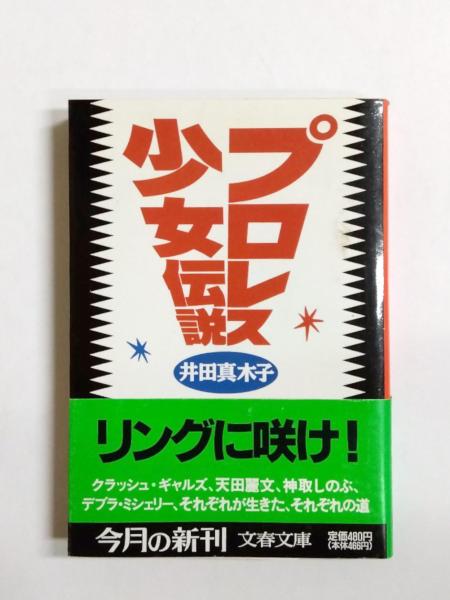 プロレス
少女伝説
井田真木子
リングに咲け!
クラッシュ・ギャルズ、天田麗文、神取しのぶ、
デブラ・ミシェリー、それぞれが生きた、それぞれの道
今月の新刊 文春文庫 定価480円
(本体466円)